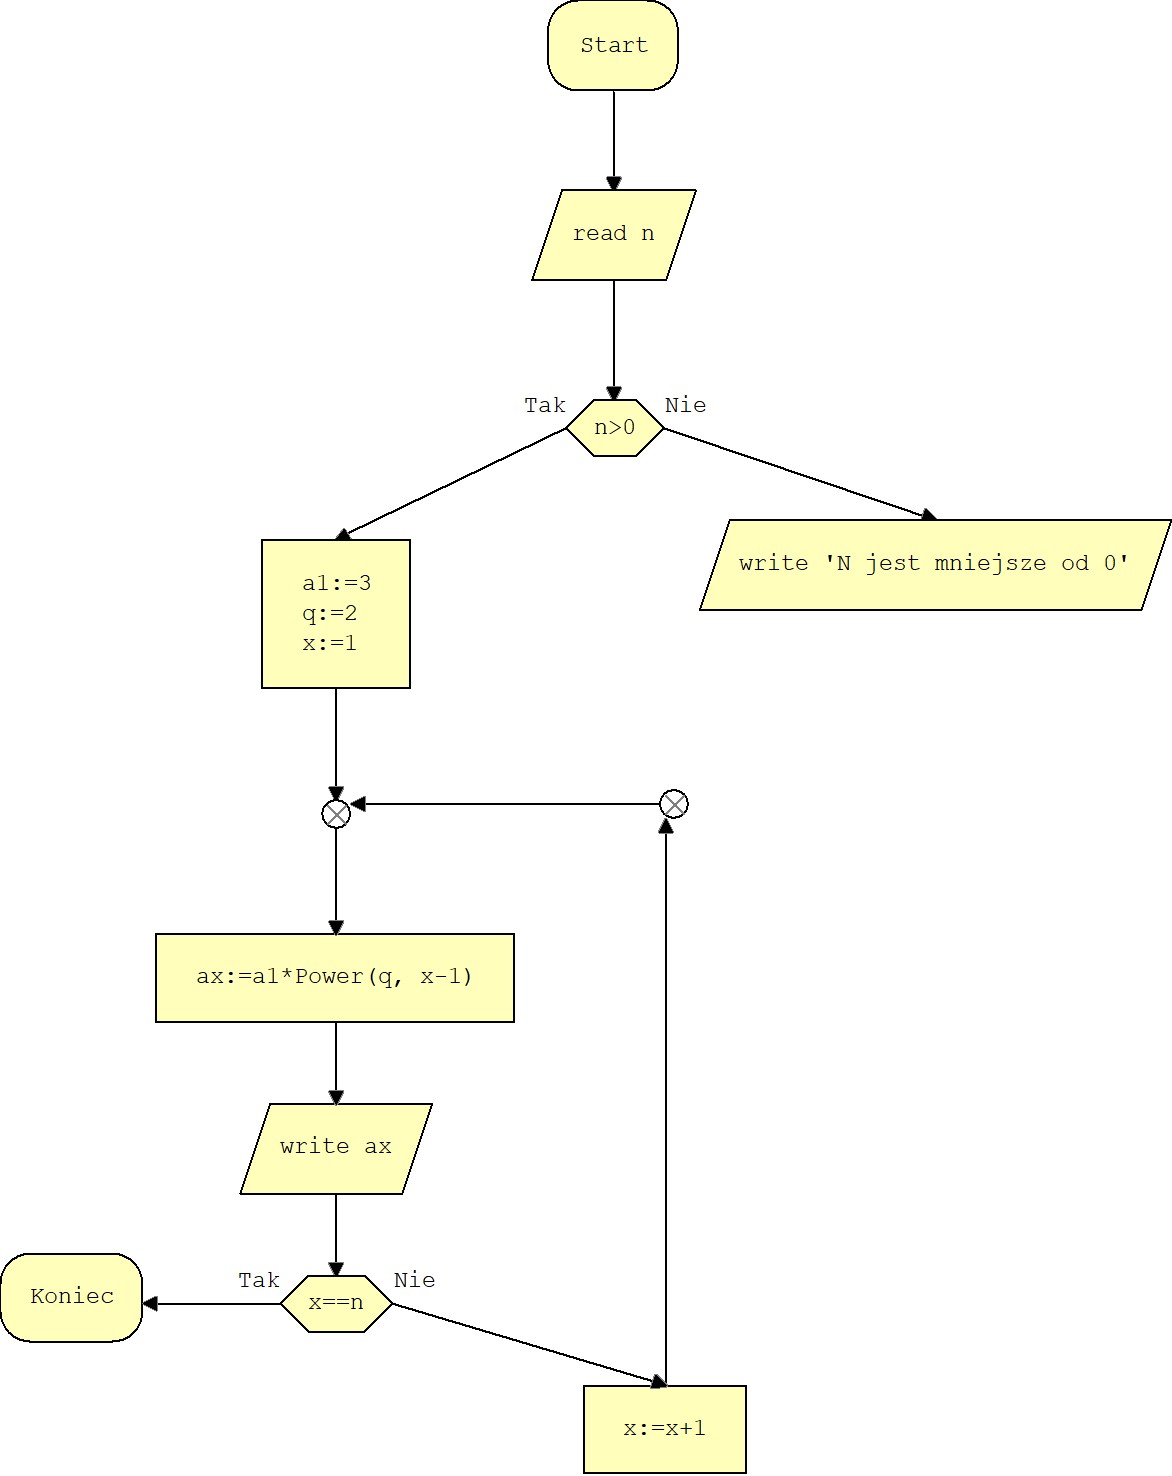 Start
read n
Tak
Nie
n>0
write 'N jest mniejsze od 0'
a1:=3
q:=2
x:=1
ax:=a1*Power(q, x-1)
write ax
Tak
Nie
x==n
Koniec
x:=x+1